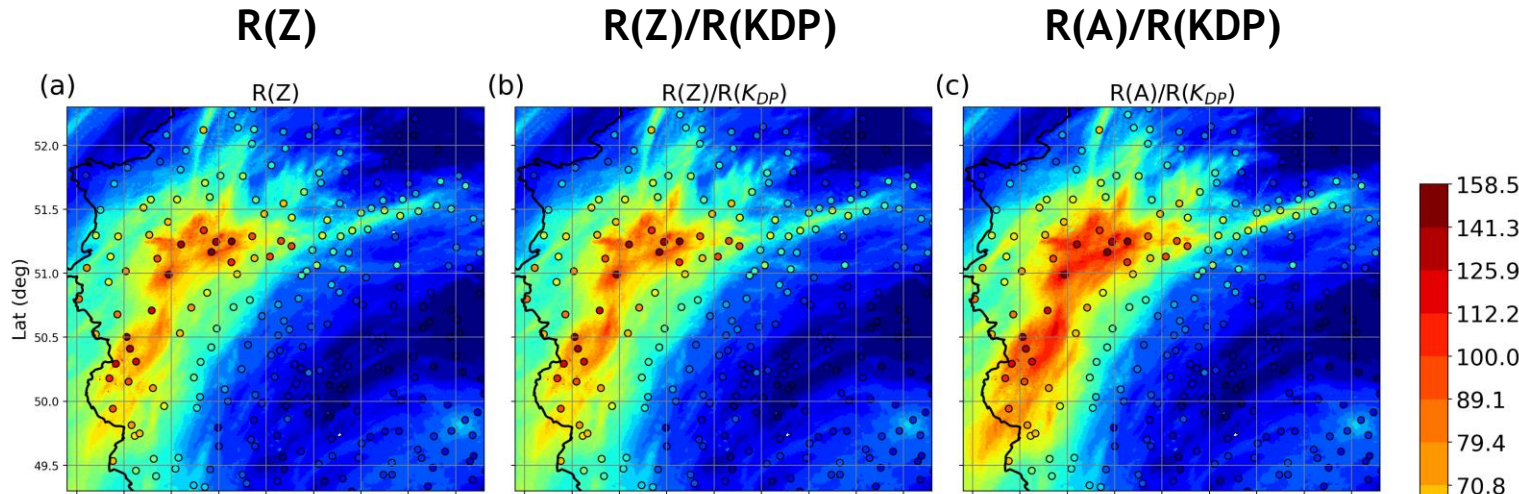 R(Z)
R(Z)/R(KDP)
R(A)/R(KDP)
(a)
R(Z)
(b)
R(Z)/R(K_DP)
(c)
R(A)/R(K_DP)
Lat (deg)
52.0
51.5
51.0
50.5
50.0
49.5
158.5
141.3
125.9
112.2
100.0
89.1
79.4
70.8